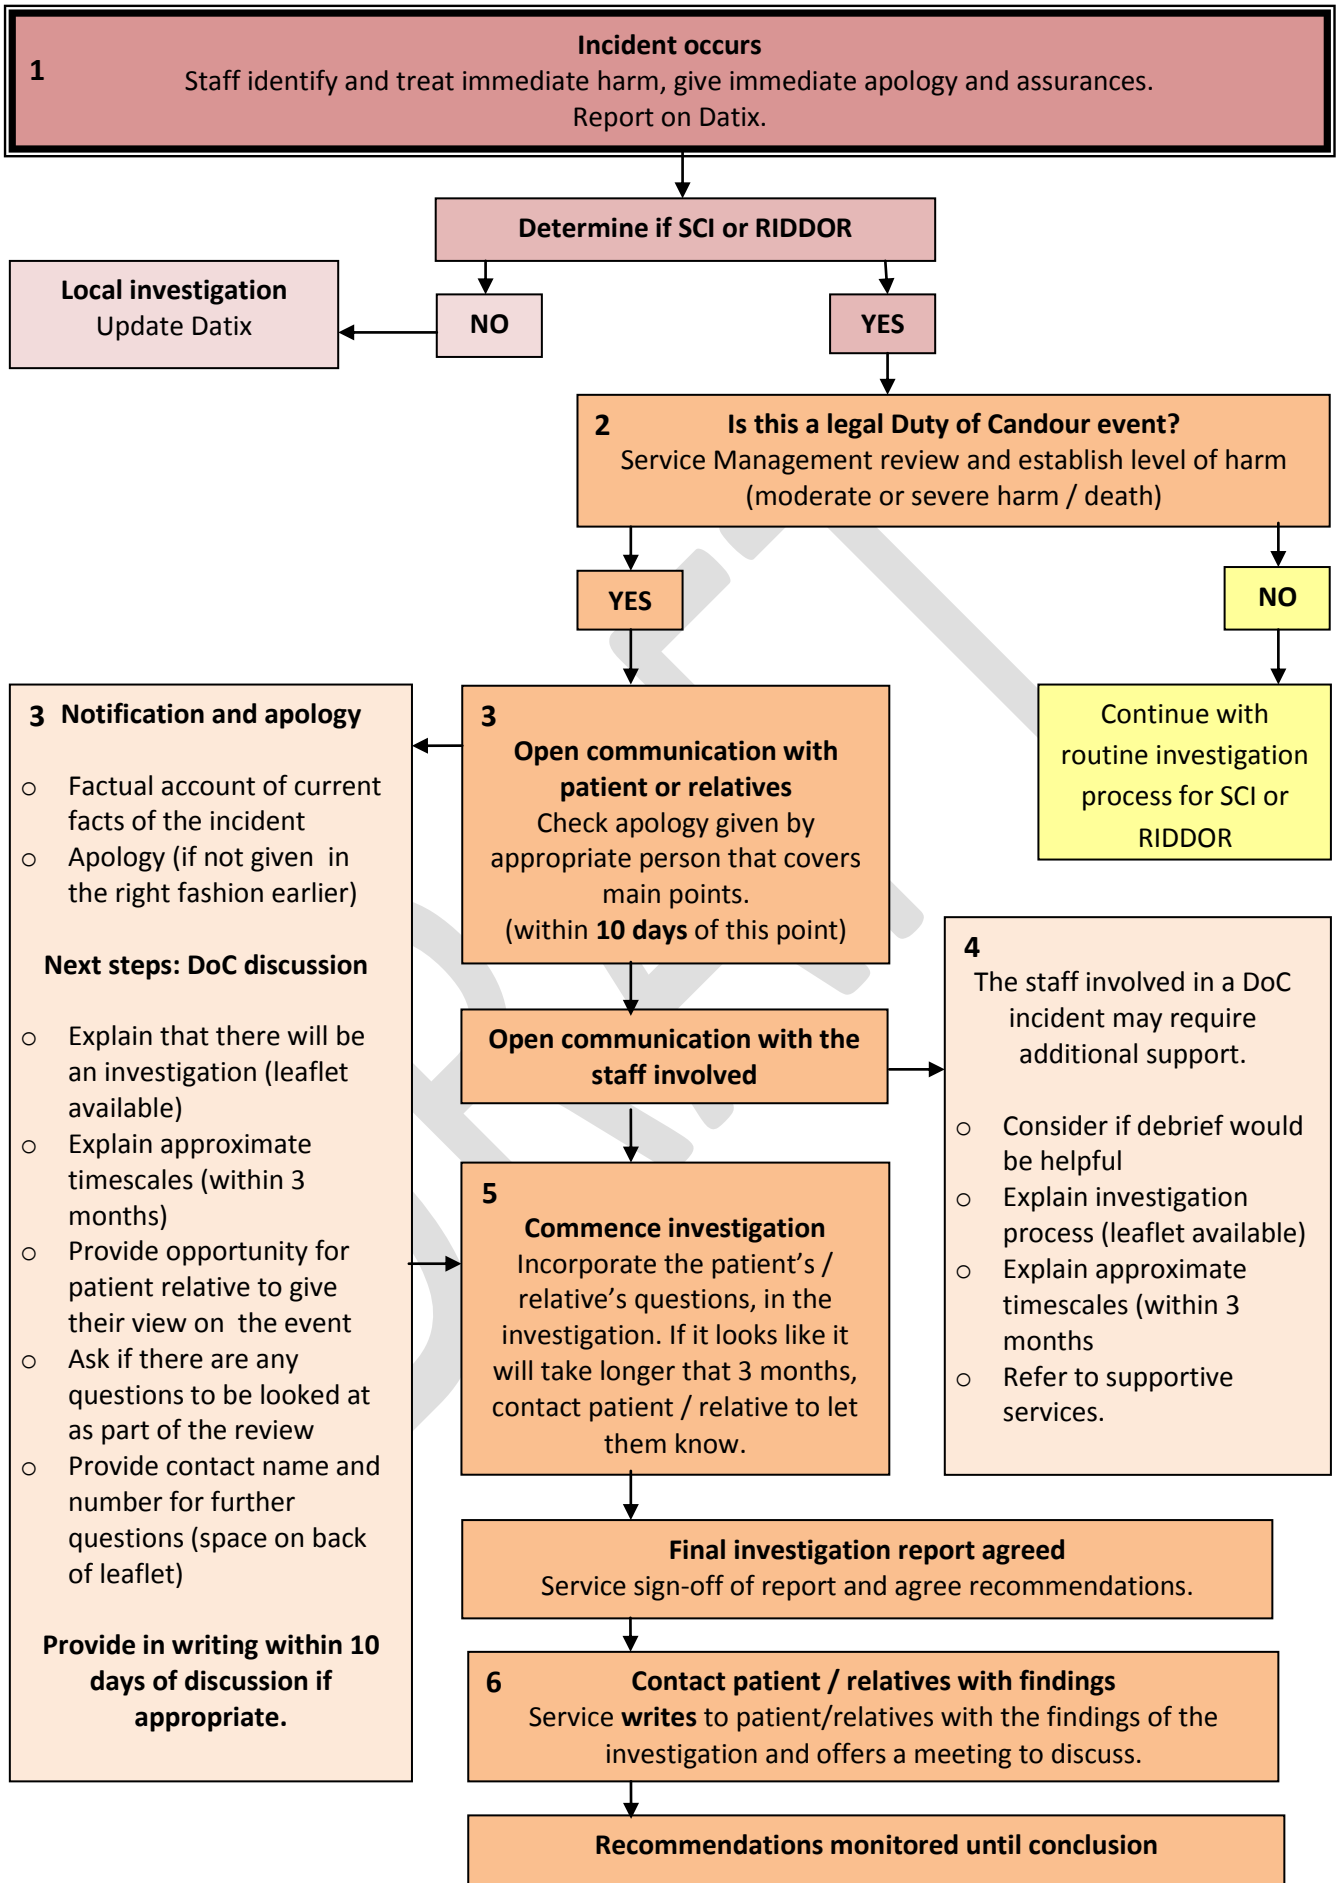 1
Incident occurs
Staff identify and treat immediate harm, give immediate apology and assurances.
Report on Datix.
Determine if SCI or RIDDOR
Local investigation
Update Datix
NO
YES
2 Is this a legal Duty of Candour event?
Service Management review and establish level of harm
(moderate or severe harm / death)
YES
NO
Continue with
routine investigation
process for SCI or
RIDDOR
3 Notification and apology
o Factual account of current
facts of the incident
o Apology (if not given in
the right fashion earlier)
Next steps: DoC discussion
o Explain that there will be
an investigation (leaflet
available)
o Explain approximate
timescales (within 3
months)
o Provide opportunity for
patient relative to give
their view on the event
o Ask if there are any
questions to be looked at
as part of the review
o Provide contact name and
number for further
questions (space on back
of leaflet)
Provide in writing within 10
days of discussion if
appropriate.
3
Open communication with
patient or relatives
Check apology given by
appropriate person that covers
main points.
(within 10 days of this point)
Open communication with the
staff involved
4
The staff involved in a DoC
incident may require
additional support.
o Consider if debrief would
be helpful
o Explain investigation
process (leaflet available)
o Explain approximate
timescales (within 3
months
o Refer to supportive
services.
5
Commence investigation
Incorporate the patient's /
relative's questions, in the
investigation. If it looks like it
will take longer that 3 months,
contact patient / relative to let
them know.
Final investigation report agreed
Service sign-off of report and agree recommendations.
6 Contact patient / relatives with findings
Service writes to patient/relatives with the findings of the
investigation and offers a meeting to discuss.
Recommendations monitored until conclusion
DRAFT